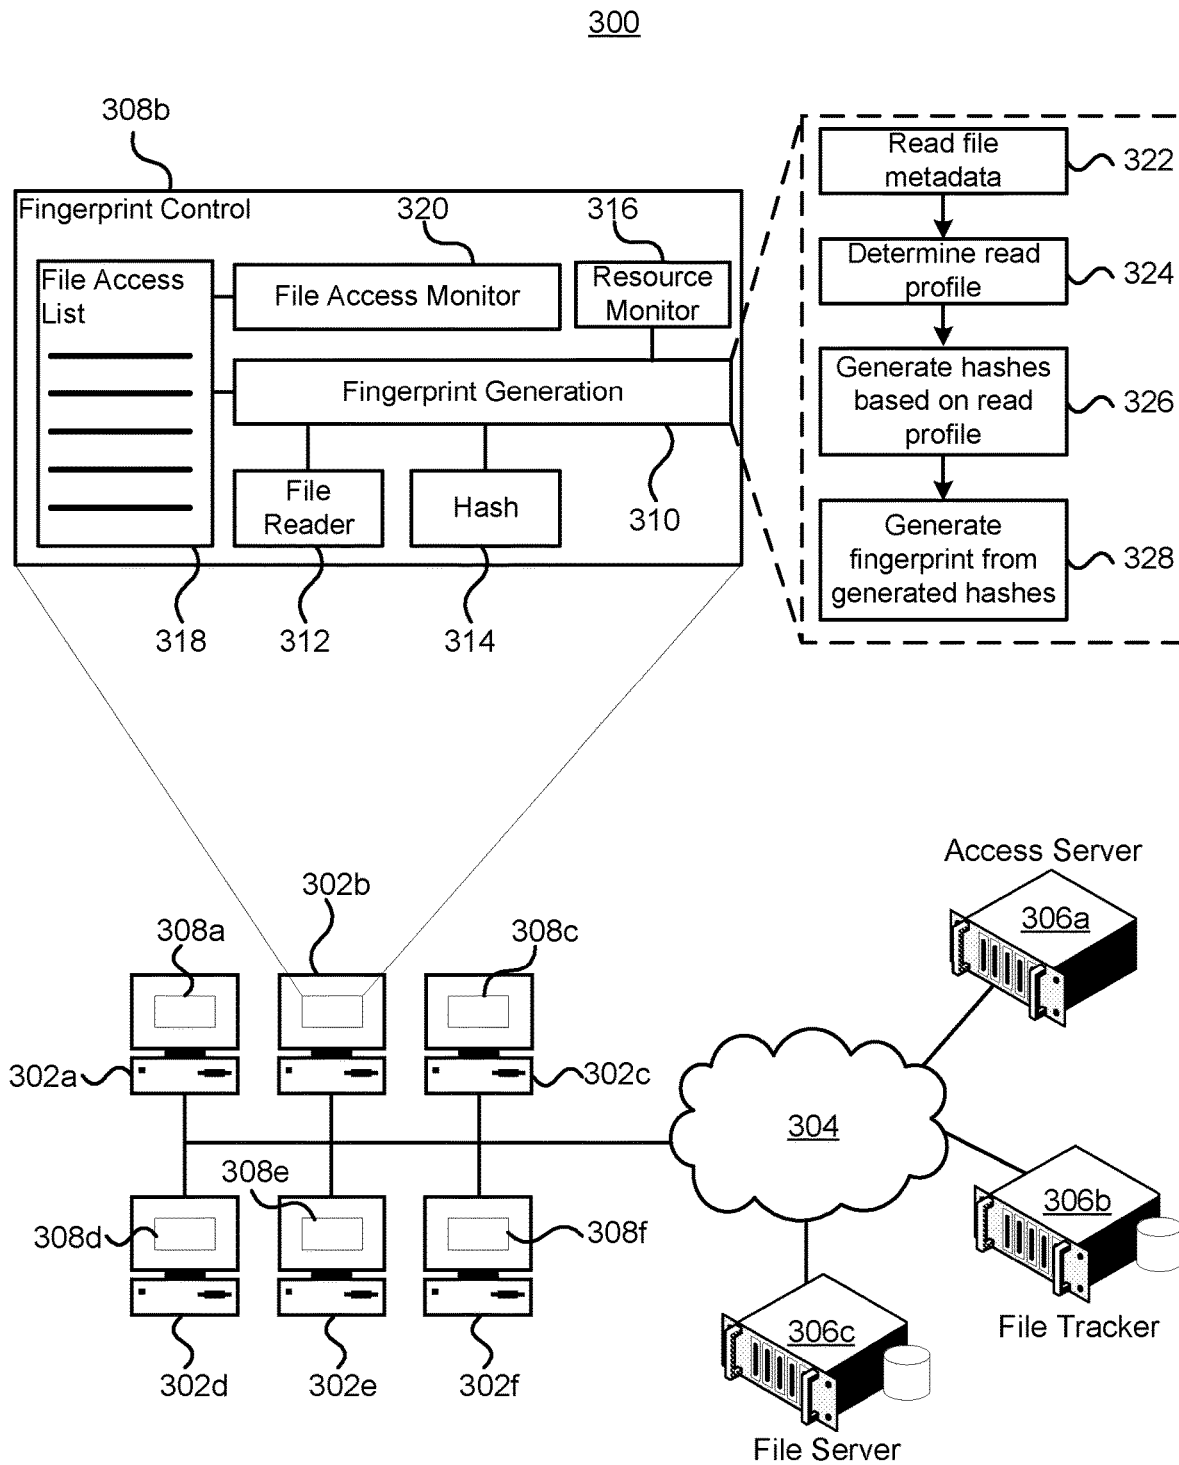 300
308b
Fingerprint Control
320
316
File Access
List
File Access Monitor
Resource
Monitor
Fingerprint Generation
File
Reader
Hash
310
318
312
314
Read file
metadata
322
Determine read
profile
324
Generate hashes
based on read
profile
326
Generate
fingerprint from
generated hashes
328
Access Server
306a
302b
308a
308c
302a
302c
304
308e
308d
308f
306b
File Tracker
302d
302e
302f
306c
File Server